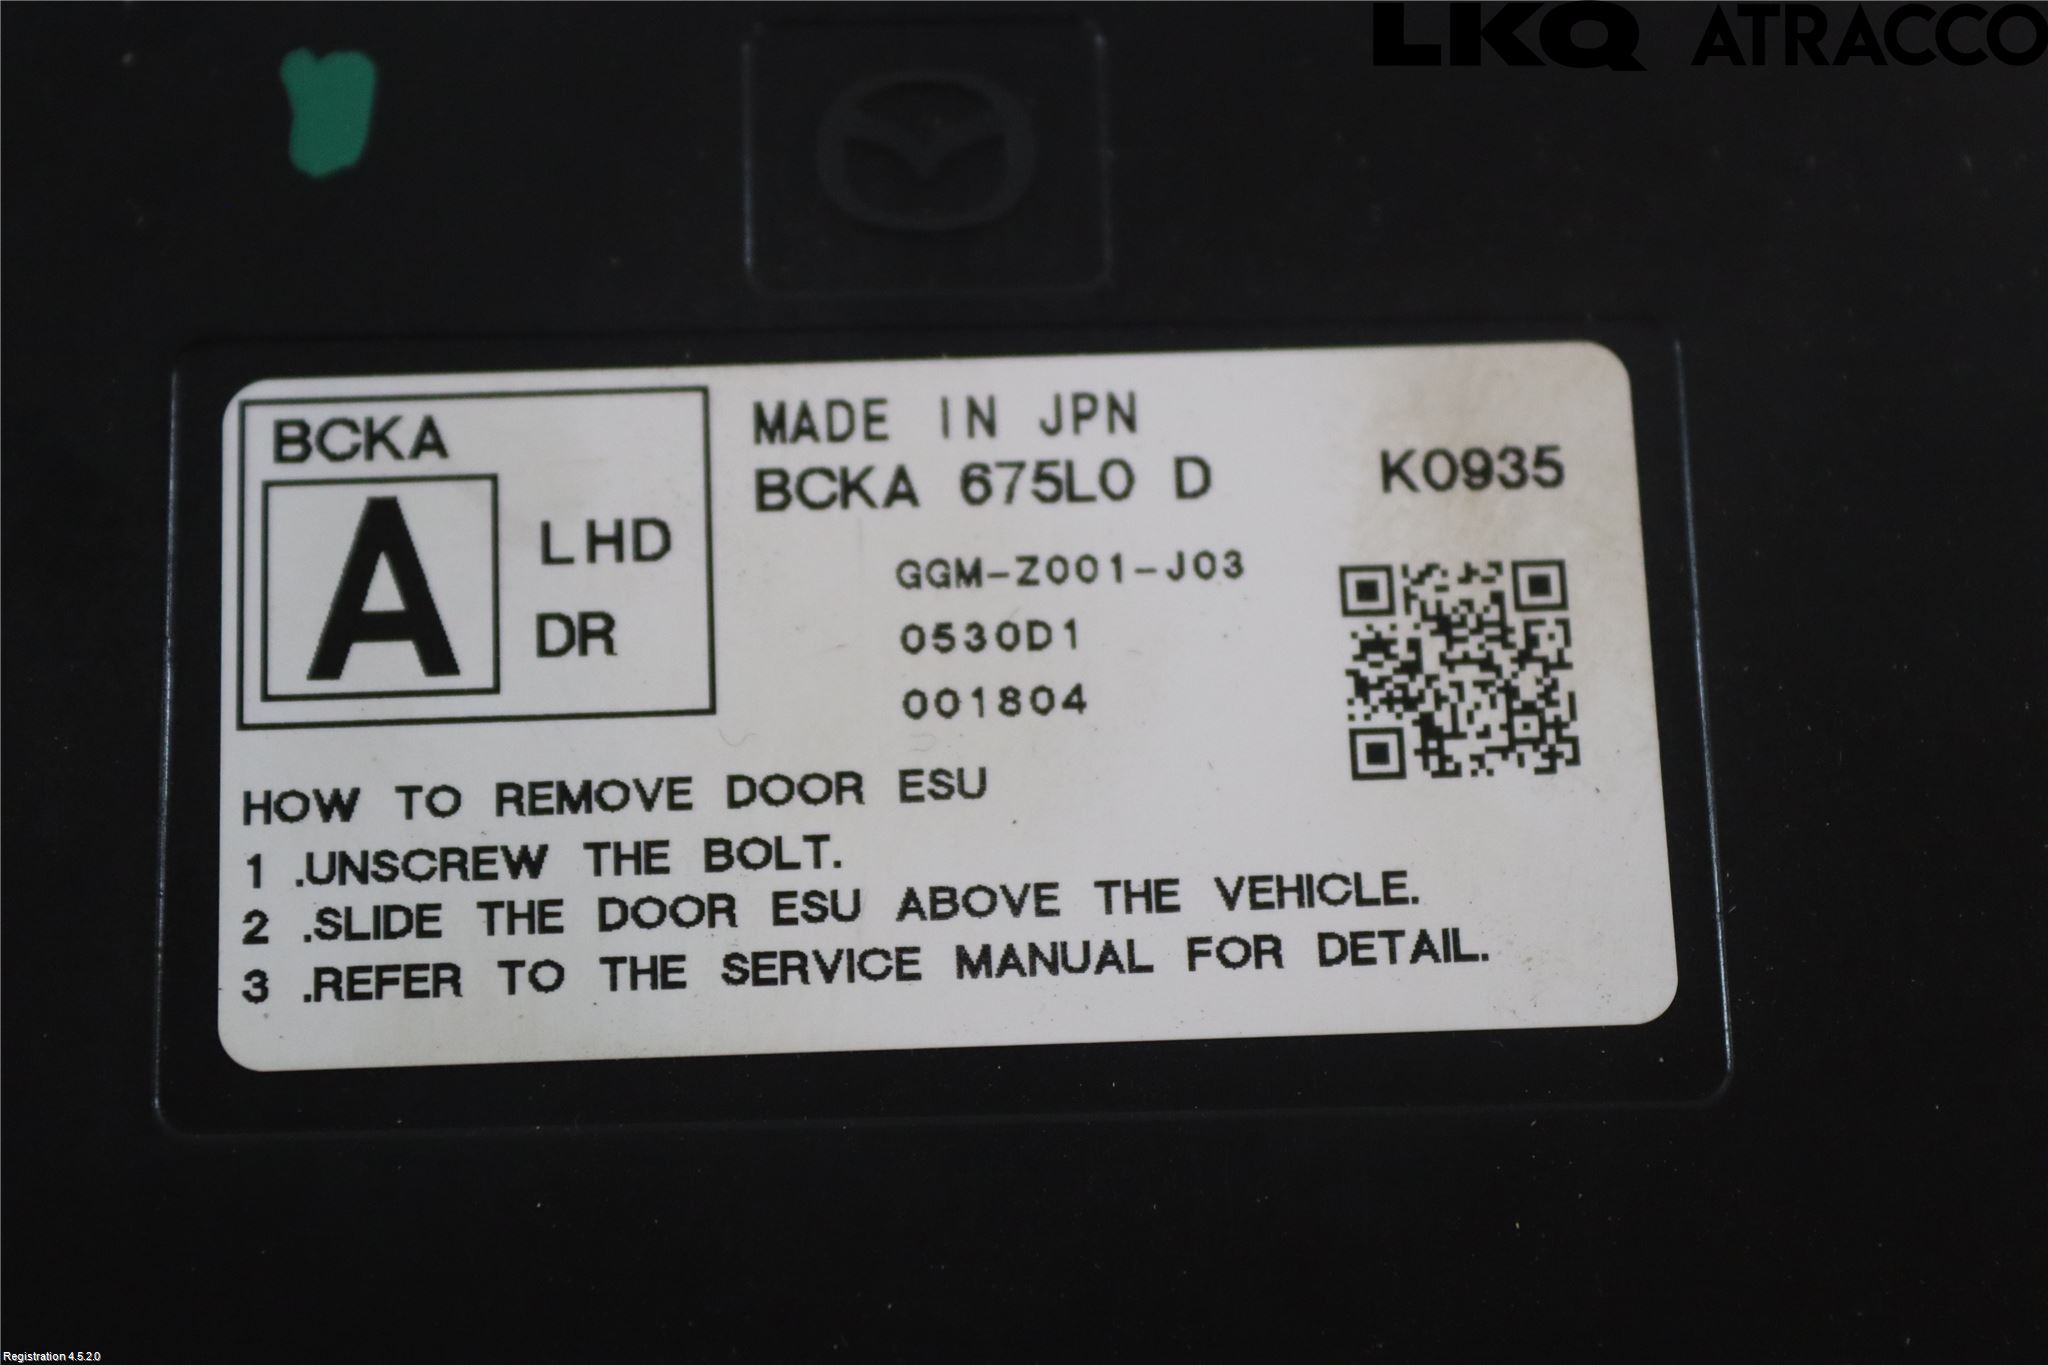 LKQ ATRACCO
BCKA
A
LHD
DR
MADE IN JPN
BCKA 675L0 D
K0935
GGM-Z001-J03
0530D1
001804
HOW TO REMOVE DOOR ESU
1 .UNSCREW THE BOLT.
2 .SLIDE THE DOOR ESU ABOVE THE VEHICLE.
3 .REFER TO THE SERVICE MANUAL FOR DETAIL.
Registration 4.5.2.0